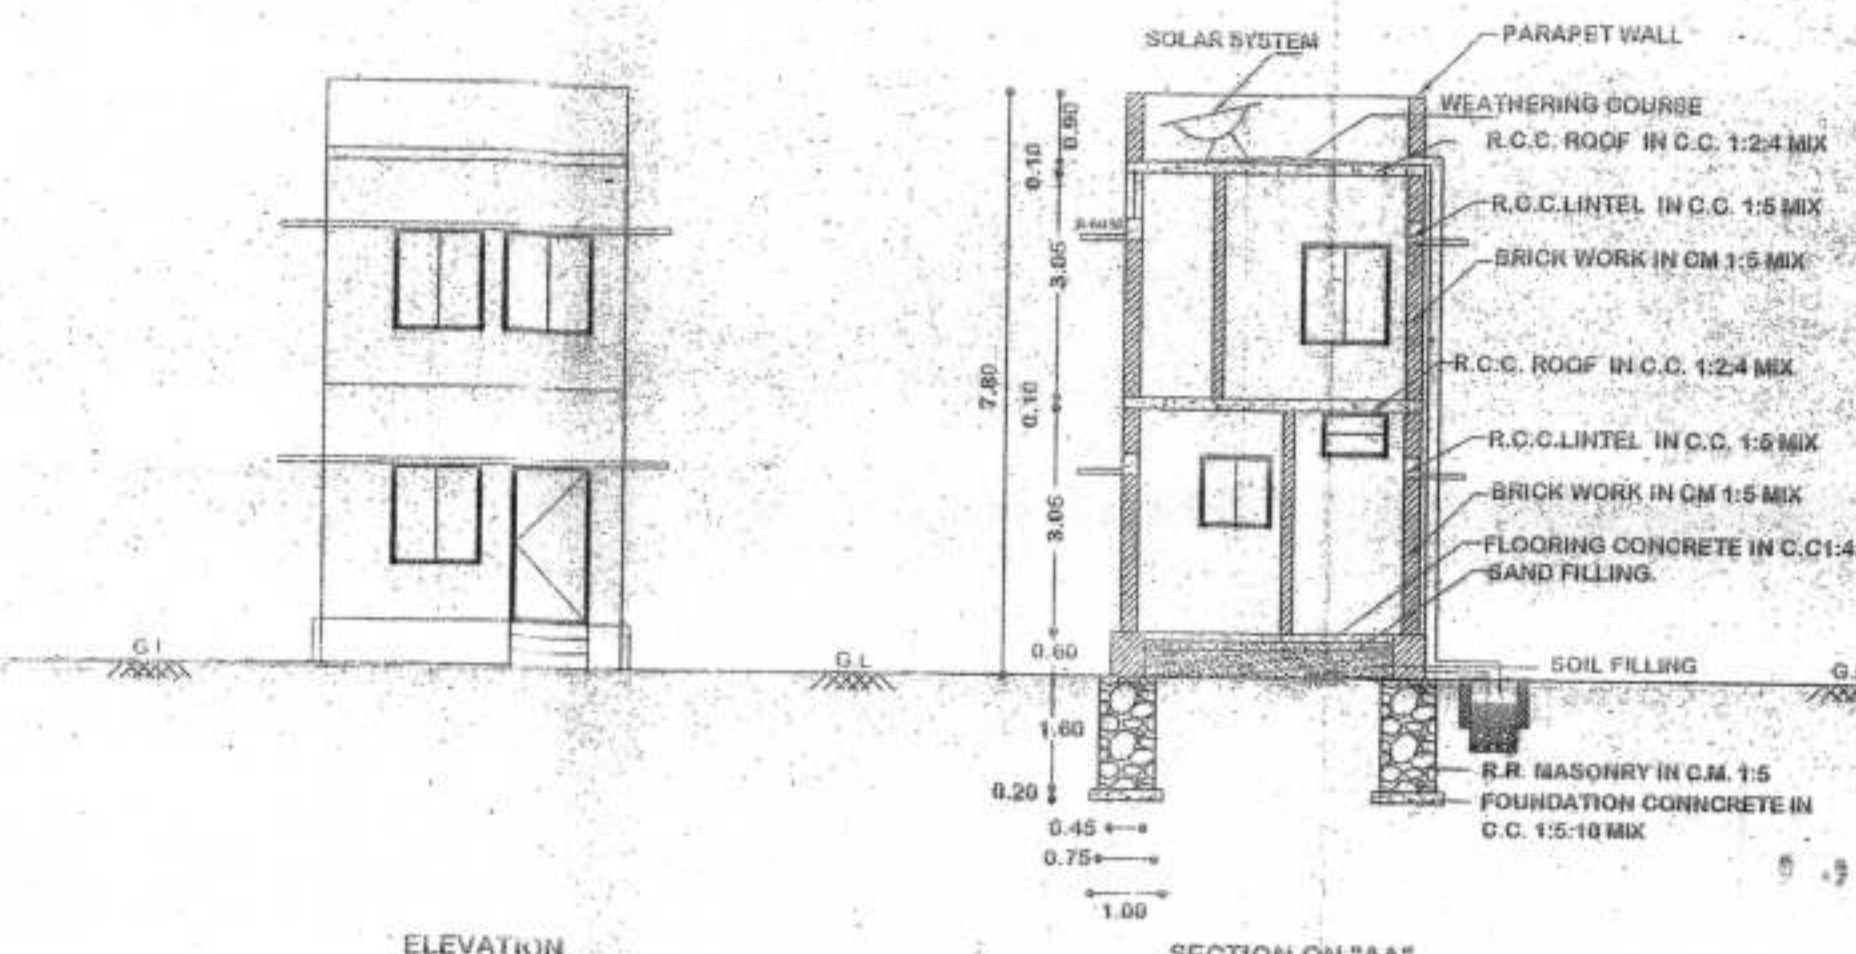 SOLAR SYSTEM
PARAPET WALL
WEATHERING COURSE
R.C.C. ROOF IN C.C. 1:2:4 MIX
R.C.C.LINTEL IN C.C. 1:5 MIX
BRICK WORK IN CM 1:5 MIX
R.C.C. ROOF IN C.C. 1:2:4 MIX
R.C.C.LINTEL IN C.C. 1:5 MIX
BRICK WORK IN CM 1:5 MIX
FLOORING CONCRETE IN C.C1:4
SAND FILLING.
SOIL FILLING
R.R. MASONRY IN C.M. 1:5
FOUNDATION CONNCRETE IN
C.C. 1:5:10 MIX
0.90
0.10
3.05
7.80
0.10
3.05
0.60
1.60
0.20
0.45
0.75
1.00
G.L
ELEVATION
SECTION ON "AA"